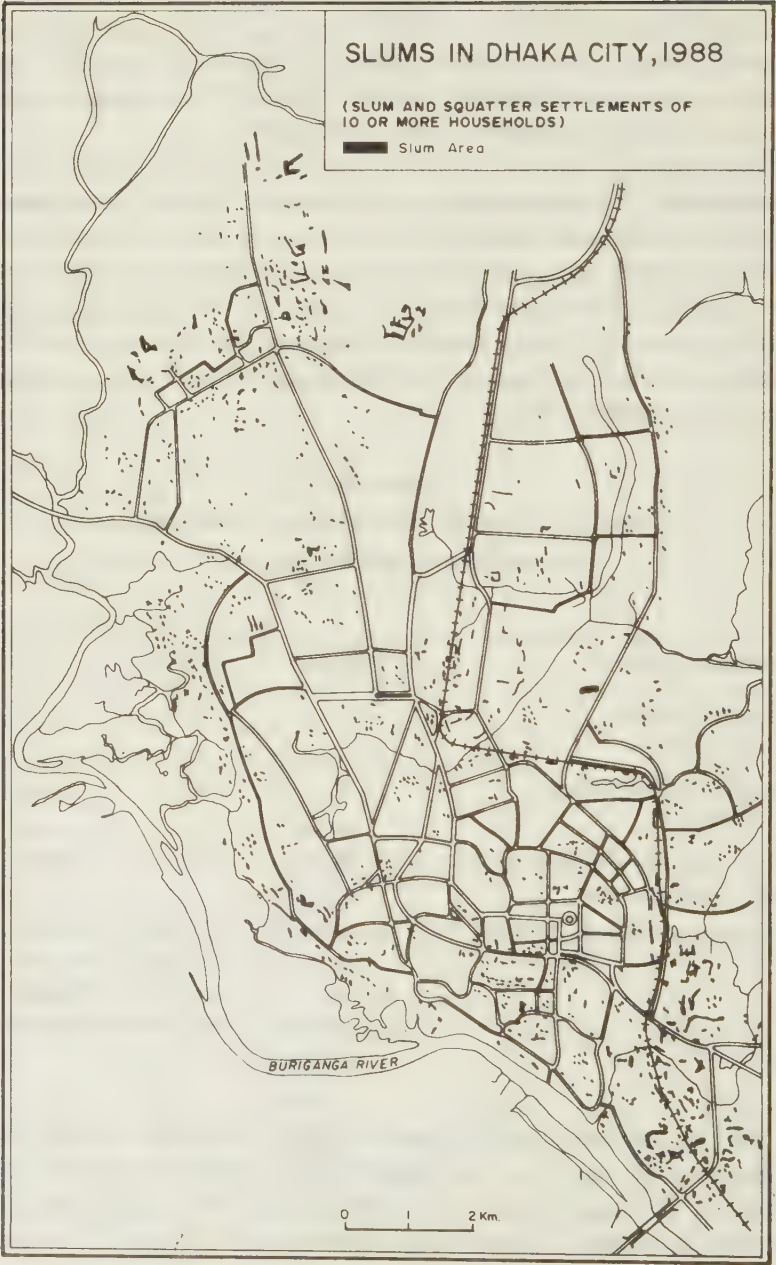 SLUMS IN DHAKA CITY, 1988
(SLUM AND SQUATTER SETTLEMENTS OF
10 OR MORE HOUSEHOLDS)
Slum Area
BURIGANGA RIVER
0 1 2 Km.